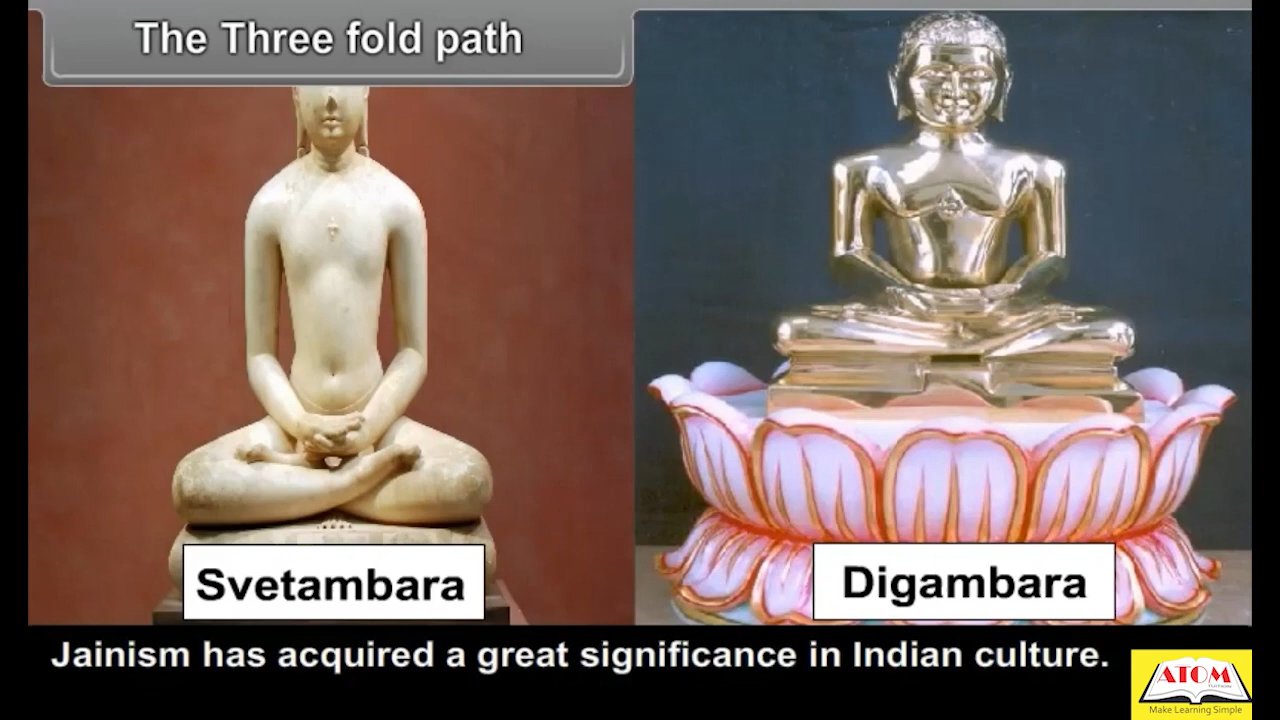 The Three fold path
Svetambara
Digambara
Jainism has acquired a great significance in Indian culture.
ATOM
Make Learning Simple